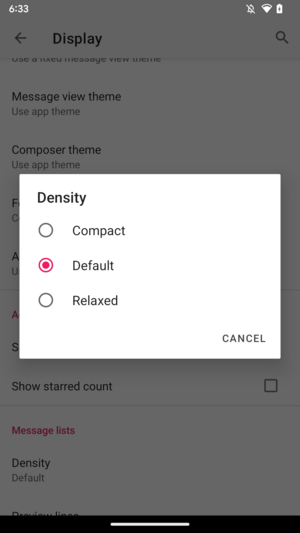 6:33
Display
Use a fixed message view theme
Message view theme
Use app theme
Composer theme
Use app theme
Density
Compact
Default
Relaxed
CANCEL
Show starred count
Message lists
Density
Default
Preview lines